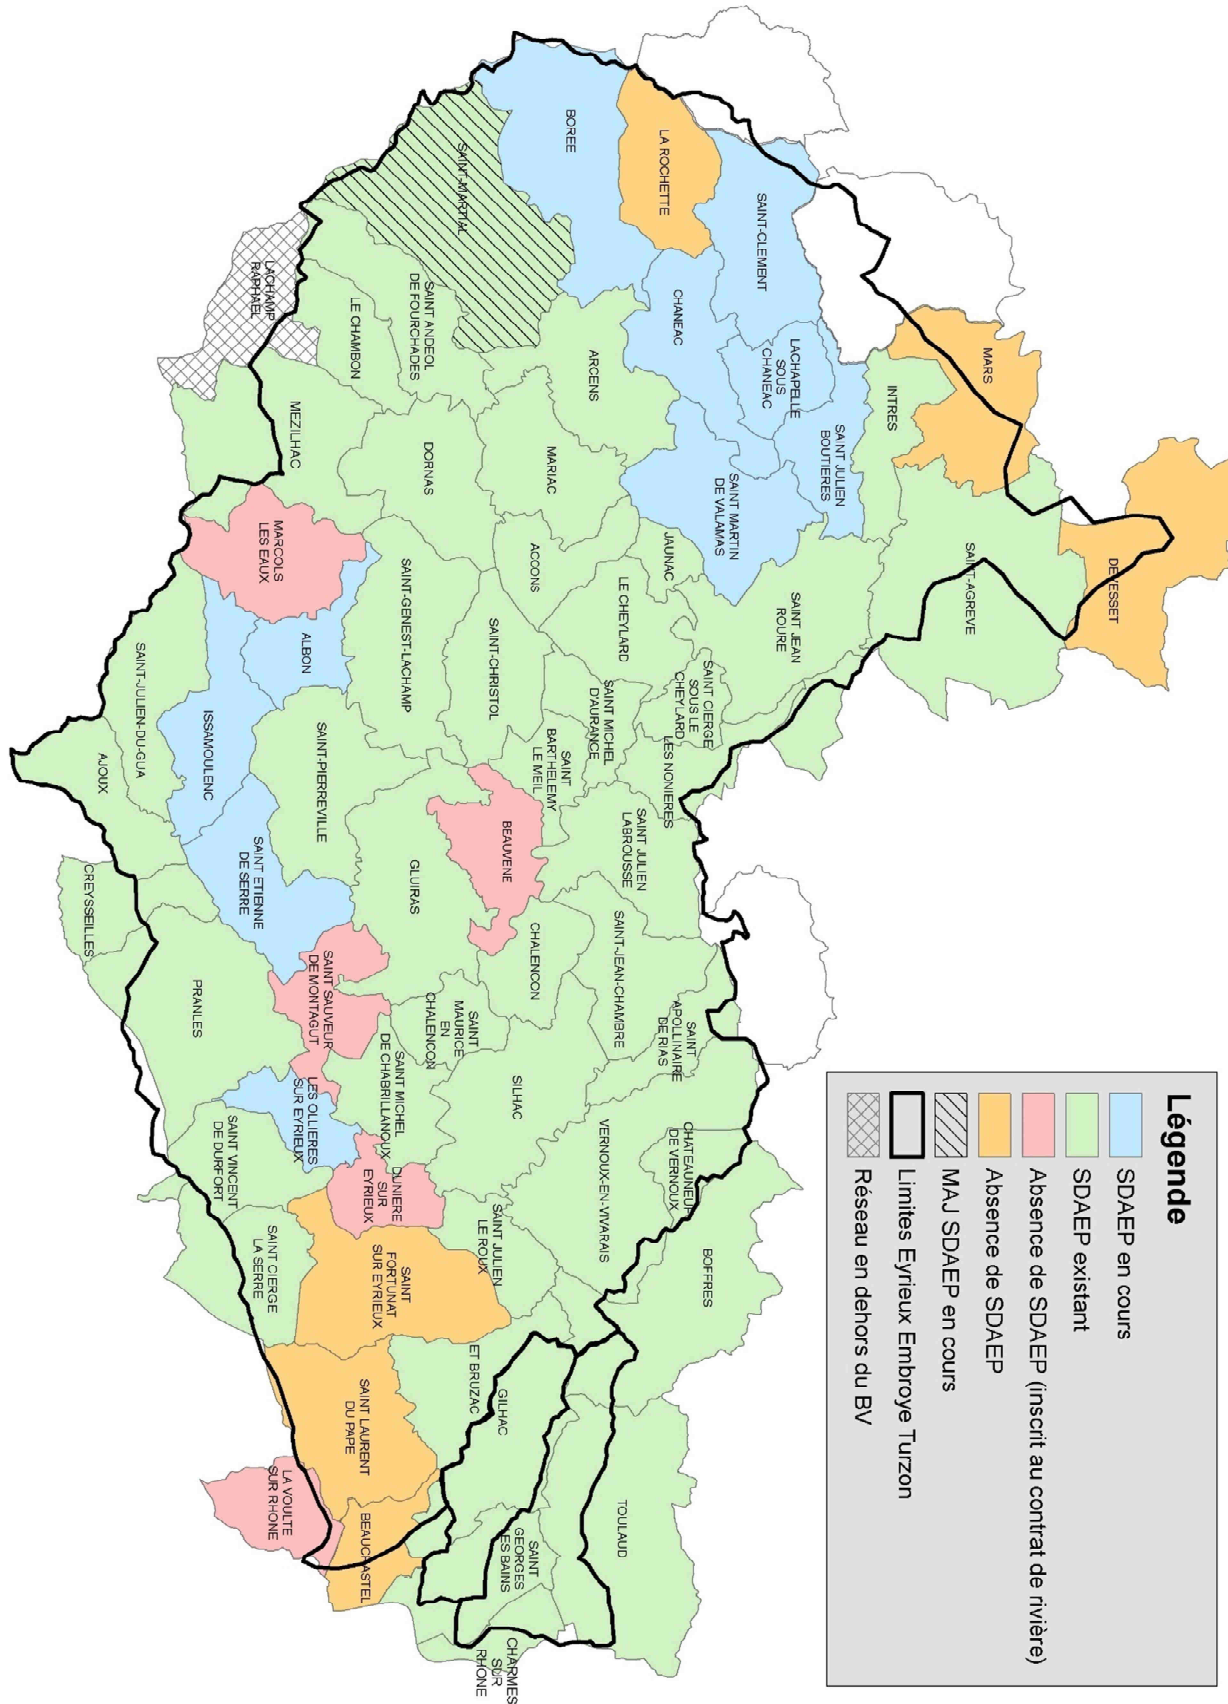 Légende
SDAEP en cours
SDAEP existant
Absence de SDAEP (inscrit au contrat de rivière)
Absence de SDAEP
MAJ SDAEP en cours
Limites Eyrieux Embroye Turzon
Réseau en dehors du BV
DEVESSET
MARS
SAINT-AGREVE
INTRES
SAINT JULIEN
BOUTIERES
SAINT-CLEMENT
LACHAPELLE
SOUS
CHANEAC
SAINT JEAN
ROURE
LA ROCHETTE
CHANEAC
SAINT MARTIN
DE VALAMAS
JAUNAC
SAINT CIERGE
SOUS LE
CHEYLARD
LES NONIERES
BOREE
ARCENS
MARIAC
ACCONS
LE CHEYLARD
SAINT MICHEL
D'AURANCE
SAINT
BARTHELEMY
LE MEIL
SAINT JULIEN
LABROUSSE
SAINT-JEAN-CHAMBRE
SAINT
APOLLINAIRE
DE RIAS
CHATEAUNEUF
DE VERNOUX
BOFFRES
SAINT-MARTIAL
SAINT ANDEOL
DE FOURCHADES
DORNAS
SAINT-CHRISTOL
BEAUVENE
CHALENCON
SILHAC
VERNOUX-EN-VIVARAIS
TOULAUD
LE CHAMBON
SAINT-GENEST-LACHAMP
GLUIRAS
SAINT
MAURICE
EN
CHALENCON
SAINT MICHEL
DE CHABRILLANOUX
DUNIERE
SUR
EYRIEUX
SAINT JULIEN
LE ROUX
GILHAC
ET BRUZAC
SAINT
GEORGES
LES BAINS
CHARMES
SUR
RHONE
LACHAMP
RAPHAEL
MEZILHAC
MARCOLS
LES EAUX
ALBON
SAINT-PIERREVILLE
SAINT SAUVEUR
DE MONTAGUT
LES OLLIERES
SUR EYRIEUX
SAINT
FORTUNAT
SUR EYRIEUX
SAINT LAURENT
DU PAPE
BEAUCHASTEL
ISSAMOULENC
SAINT ETIENNE
DE SERRE
SAINT VINCENT
DE DURFORT
SAINT CIERGE
LA SERRE
LA VOULTE
SUR RHONE
SAINT-JULIEN-DU-GUA
AJOUX
PRANLES
CREYSSEILLES